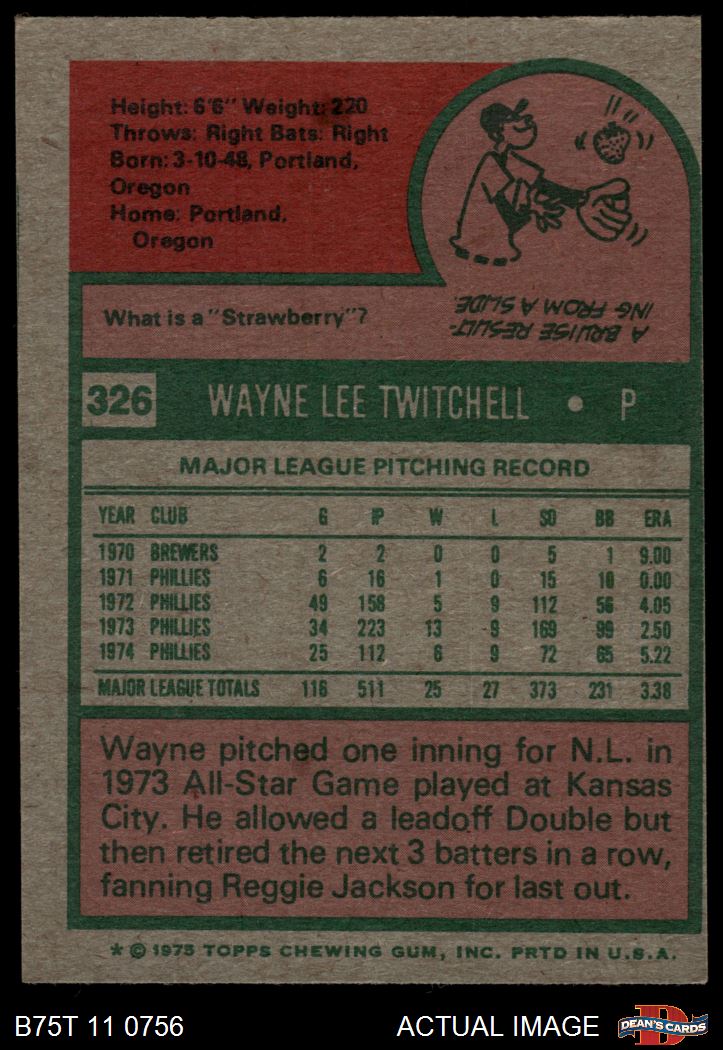 Height: 6'6" Weight: 220
Throws: Right Bats: Right
Born: 3-10-48, Portland,
Oregon
Home: Portland,
Oregon
What is a "Strawberry"?
A BRUISE RESULT-
ING FROM A SLIDE.
326 WAYNE LEE TWITCHELL • P
MAJOR LEAGUE PITCHING RECORD
YEAR CLUB G IP W L SO BB ERA
1970 BREWERS 2 2 0 0 5 1 9.00
1971 PHILLIES 6 16 1 0 15 10 0.00
1972 PHILLIES 49 158 5 9 112 56 4.05
1973 PHILLIES 34 223 13 9 169 99 2.50
1974 PHILLIES 25 112 6 9 72 65 5.22
MAJOR LEAGUE TOTALS 116 511 25 27 373 231 3.38
Wayne pitched one inning for N.L. in
1973 All-Star Game played at Kansas
City. He allowed a leadoff Double but
then retired the next 3 batters in a row,
fanning Reggie Jackson for last out.
* © 1975 TOPPS CHEWING GUM, INC. PRTD IN U.S.A.
B75T 11 0756 ACTUAL IMAGE D DEAN'S CARDS